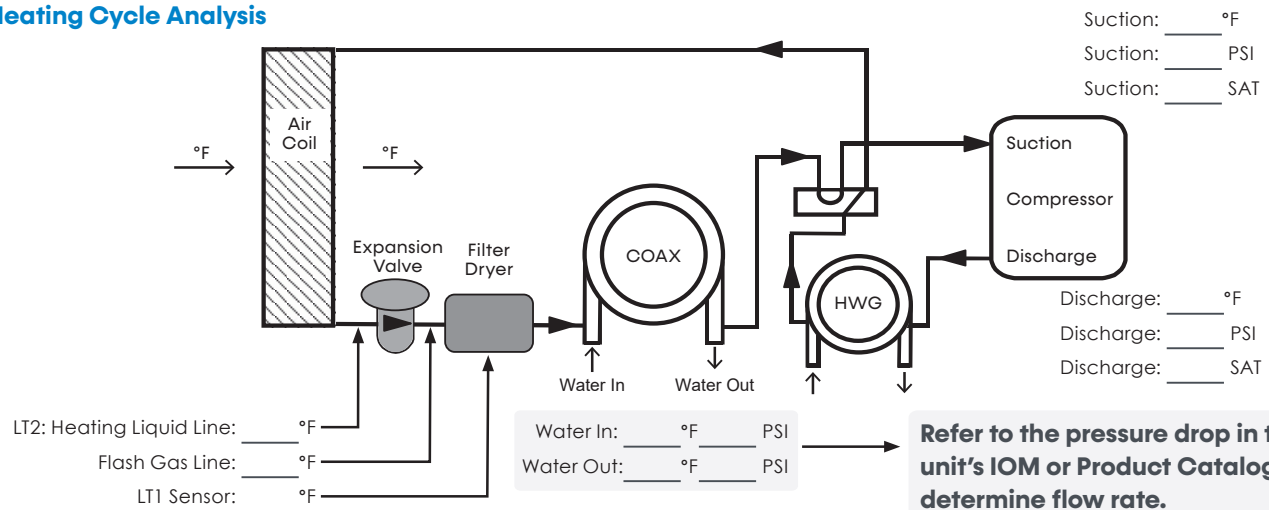 Heating Cycle Analysis
Suction: °F
Suction: PSI
Suction: SAT
Air
Coil
°F
°F
Suction
Compressor
Discharge
Expansion
Valve
Filter
Dryer
COAX
HWG
Discharge: °F
Discharge: PSI
Discharge: SAT
Water In
Water Out
LT2: Heating Liquid Line: °F
Flash Gas Line: °F
LT1 Sensor: °F
Water In: °F PSI
Water Out: °F PSI
Refer to the pressure drop in
unit's IOM or Product Catalog
determine flow rate.